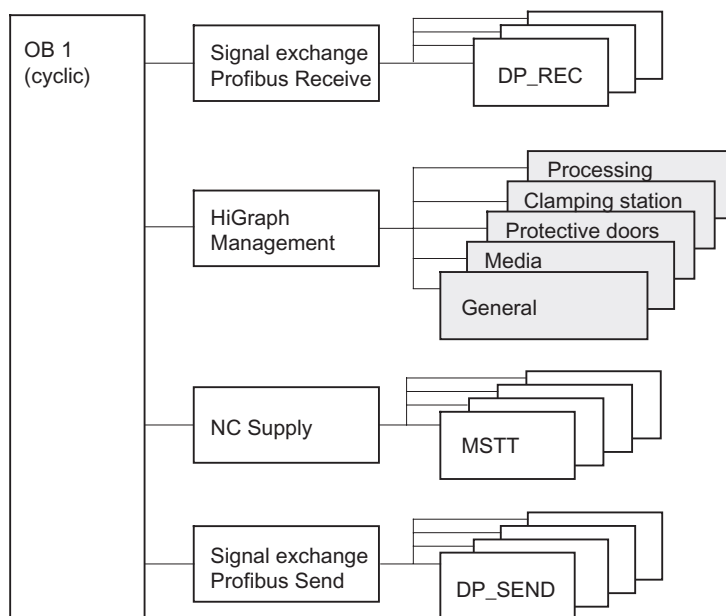 OB 1
(cyclic)
Signal exchange
Profibus Receive
DP_REC
HiGraph
Management
Processing
Clamping station
Protective doors
Media
General
NC Supply
MSTT
Signal exchange
Profibus Send
DP_SEND